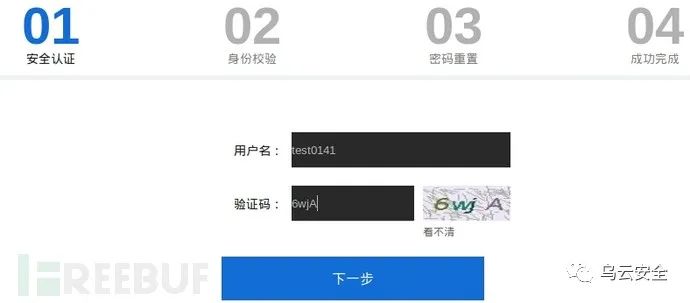 01 02 03 04
安全认证 身份校验 密码重置 成功完成
用户名： test0141
验证码： 6wjA 6wjA
看不清
下一步
FREEBUF
乌云安全